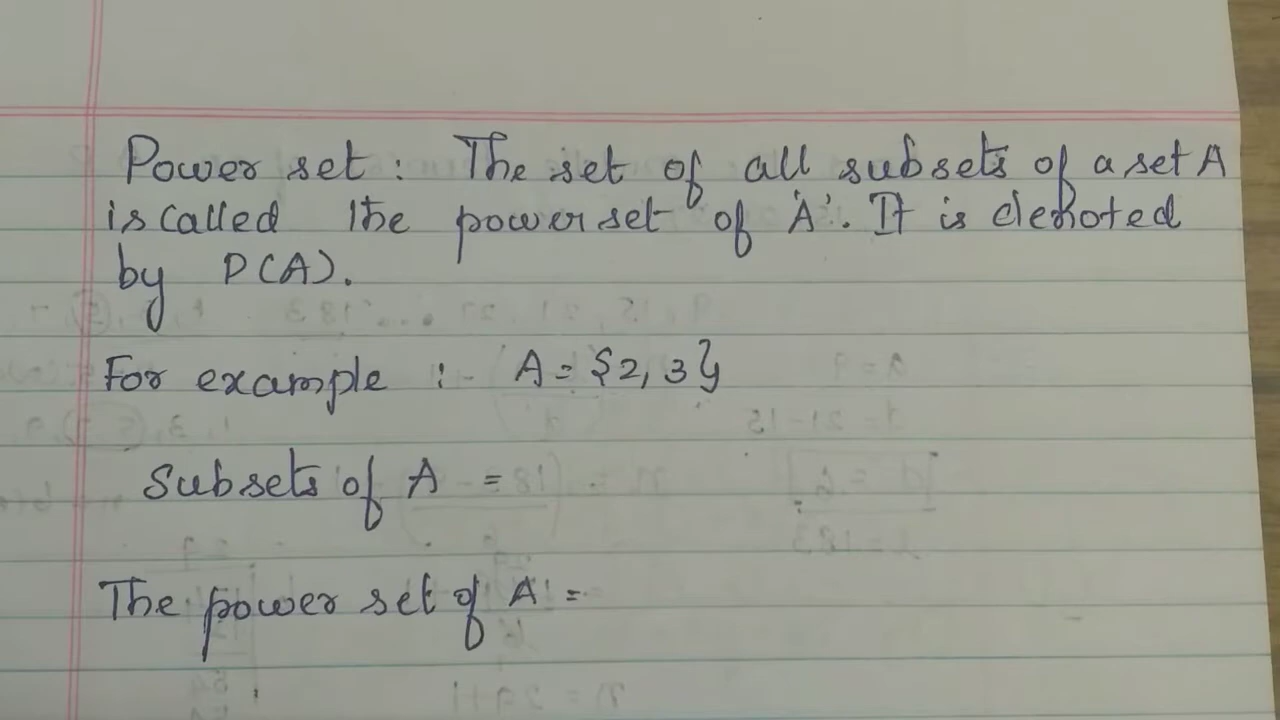 Power set : The set of all subsets of a set A
is called the power set of 'A'. It is denoted
by P(A).
For example :- A = {2, 3}
Subsets of A =
The power set of A =